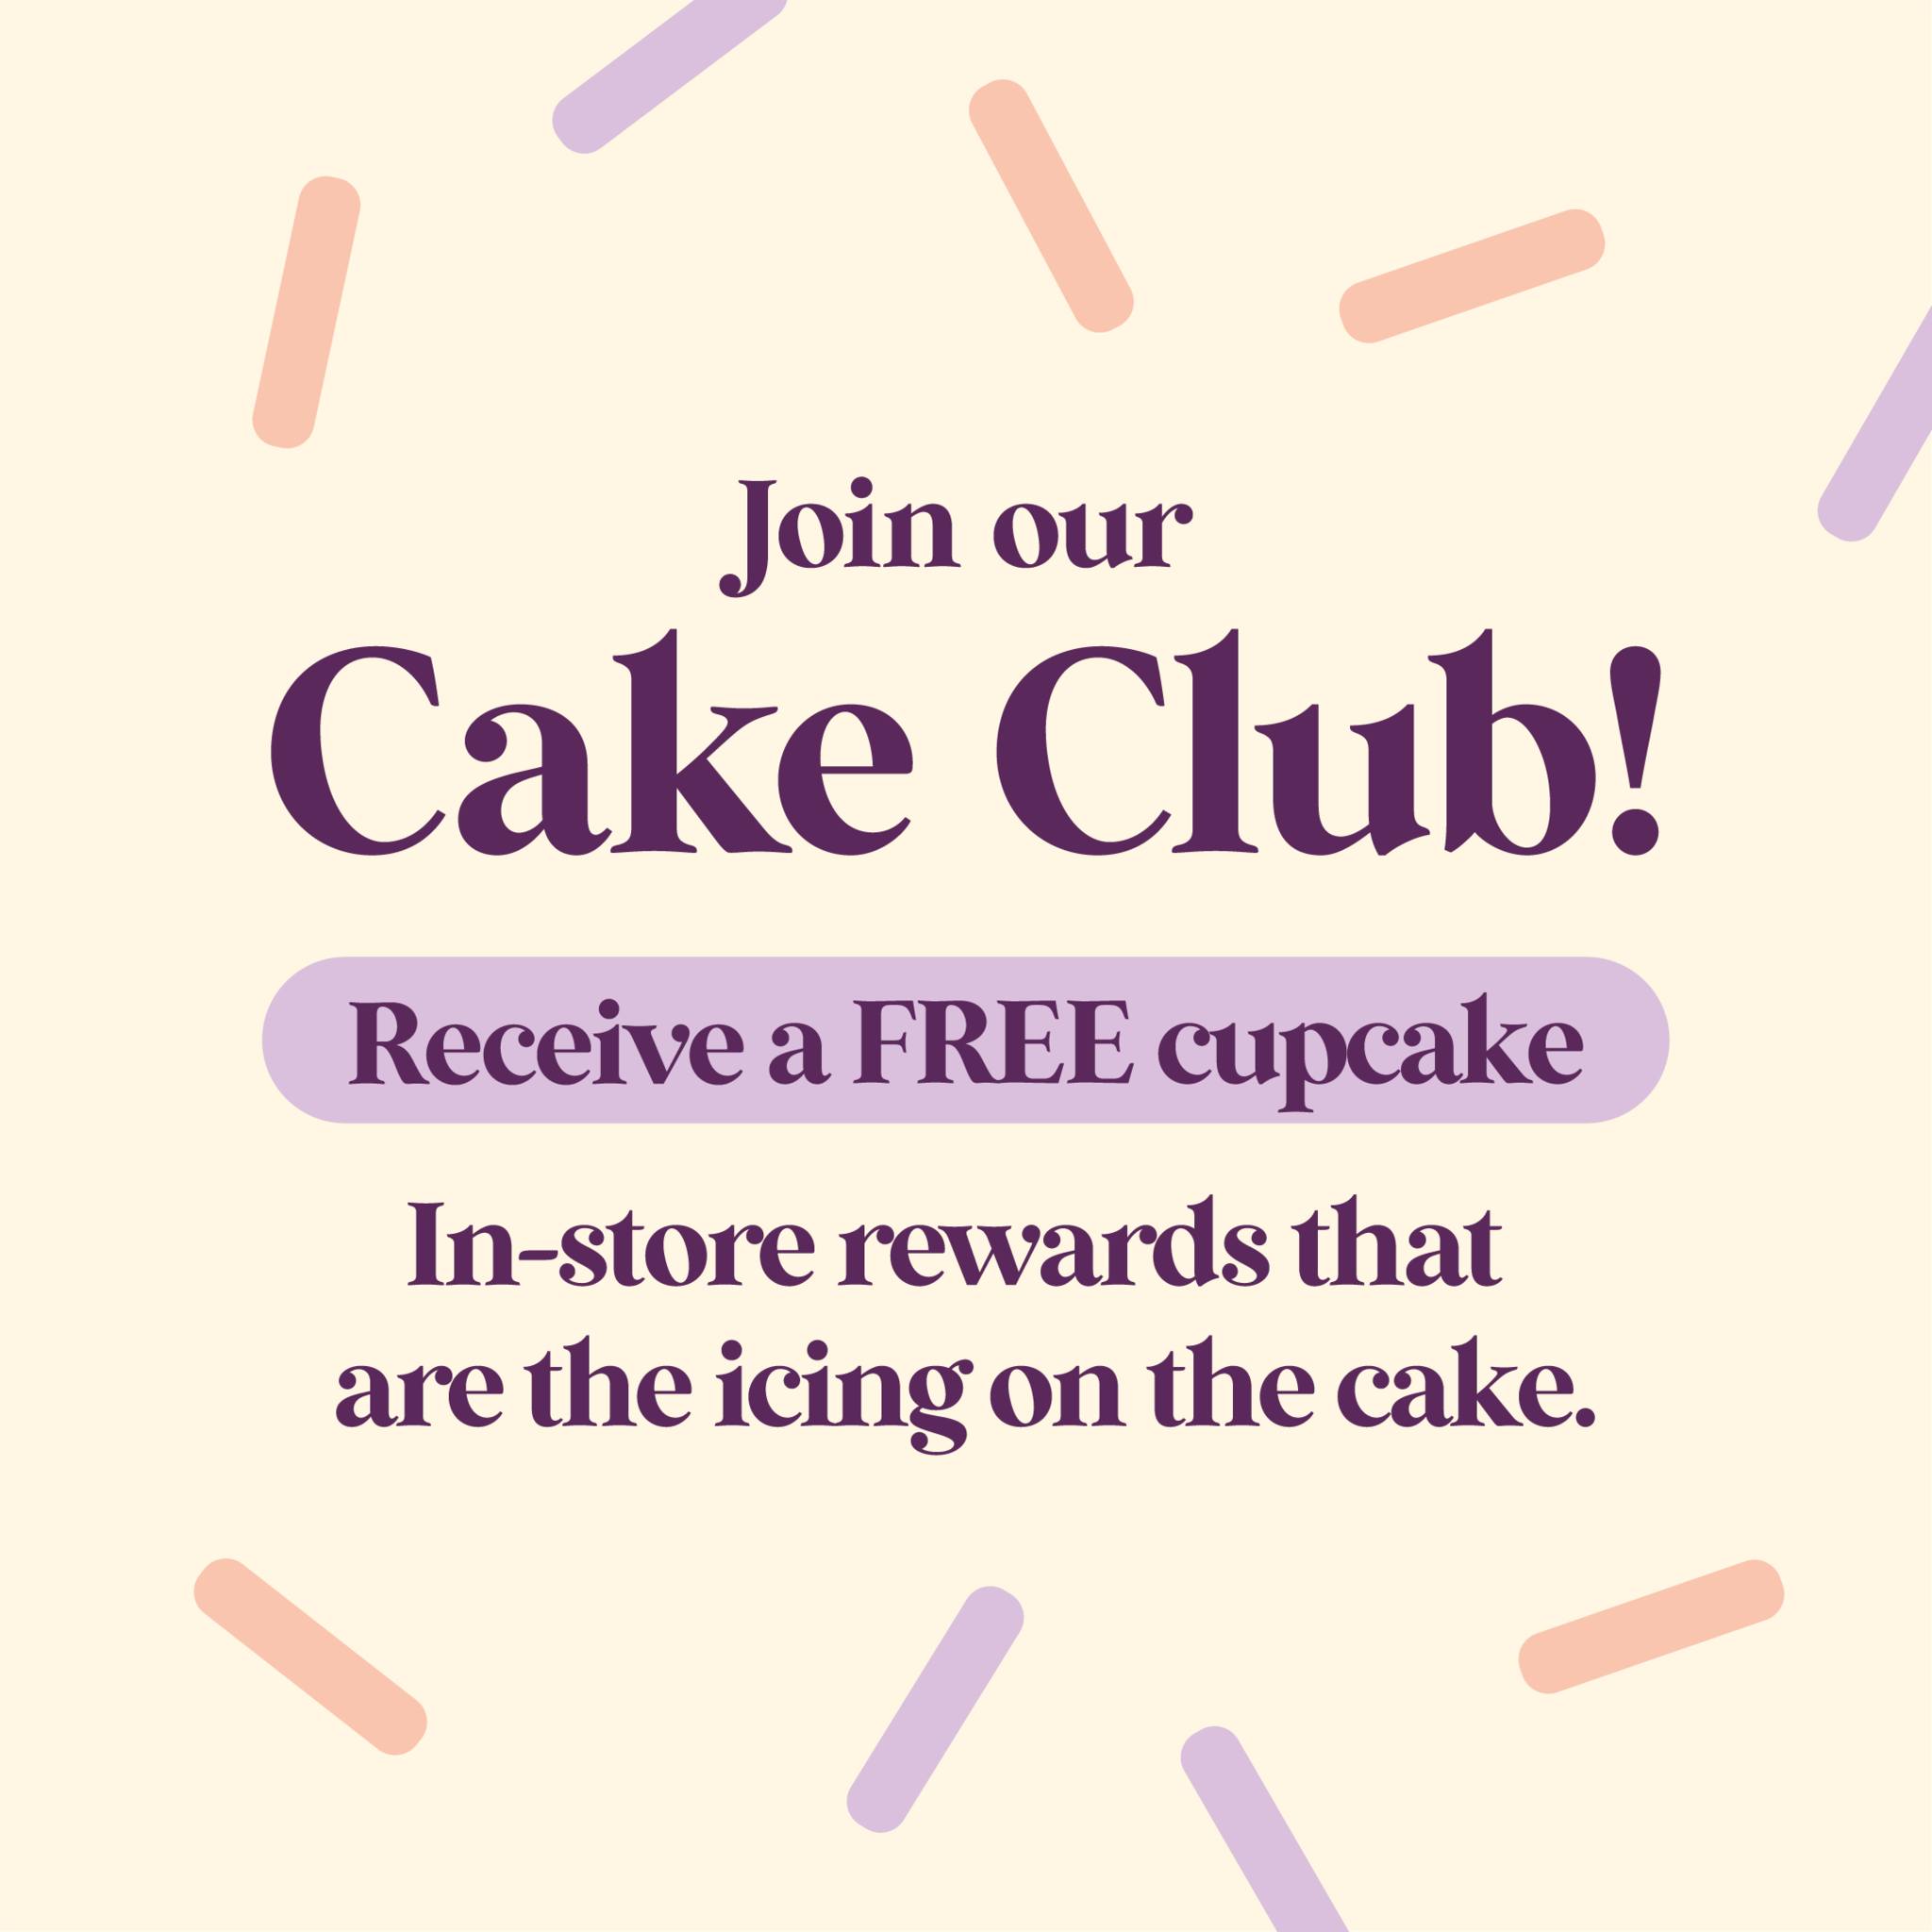 Join our
Cake Club!
Receive a FREE cupcake
In-store rewards that
are the icing on the cake.